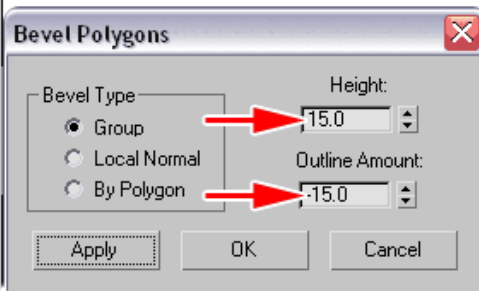 Bevel Polygons
Bevel Type
Group
Local Normal
By Polygon
Height:
15.0
Outline Amount:
-15.0
Apply
OK
Cancel